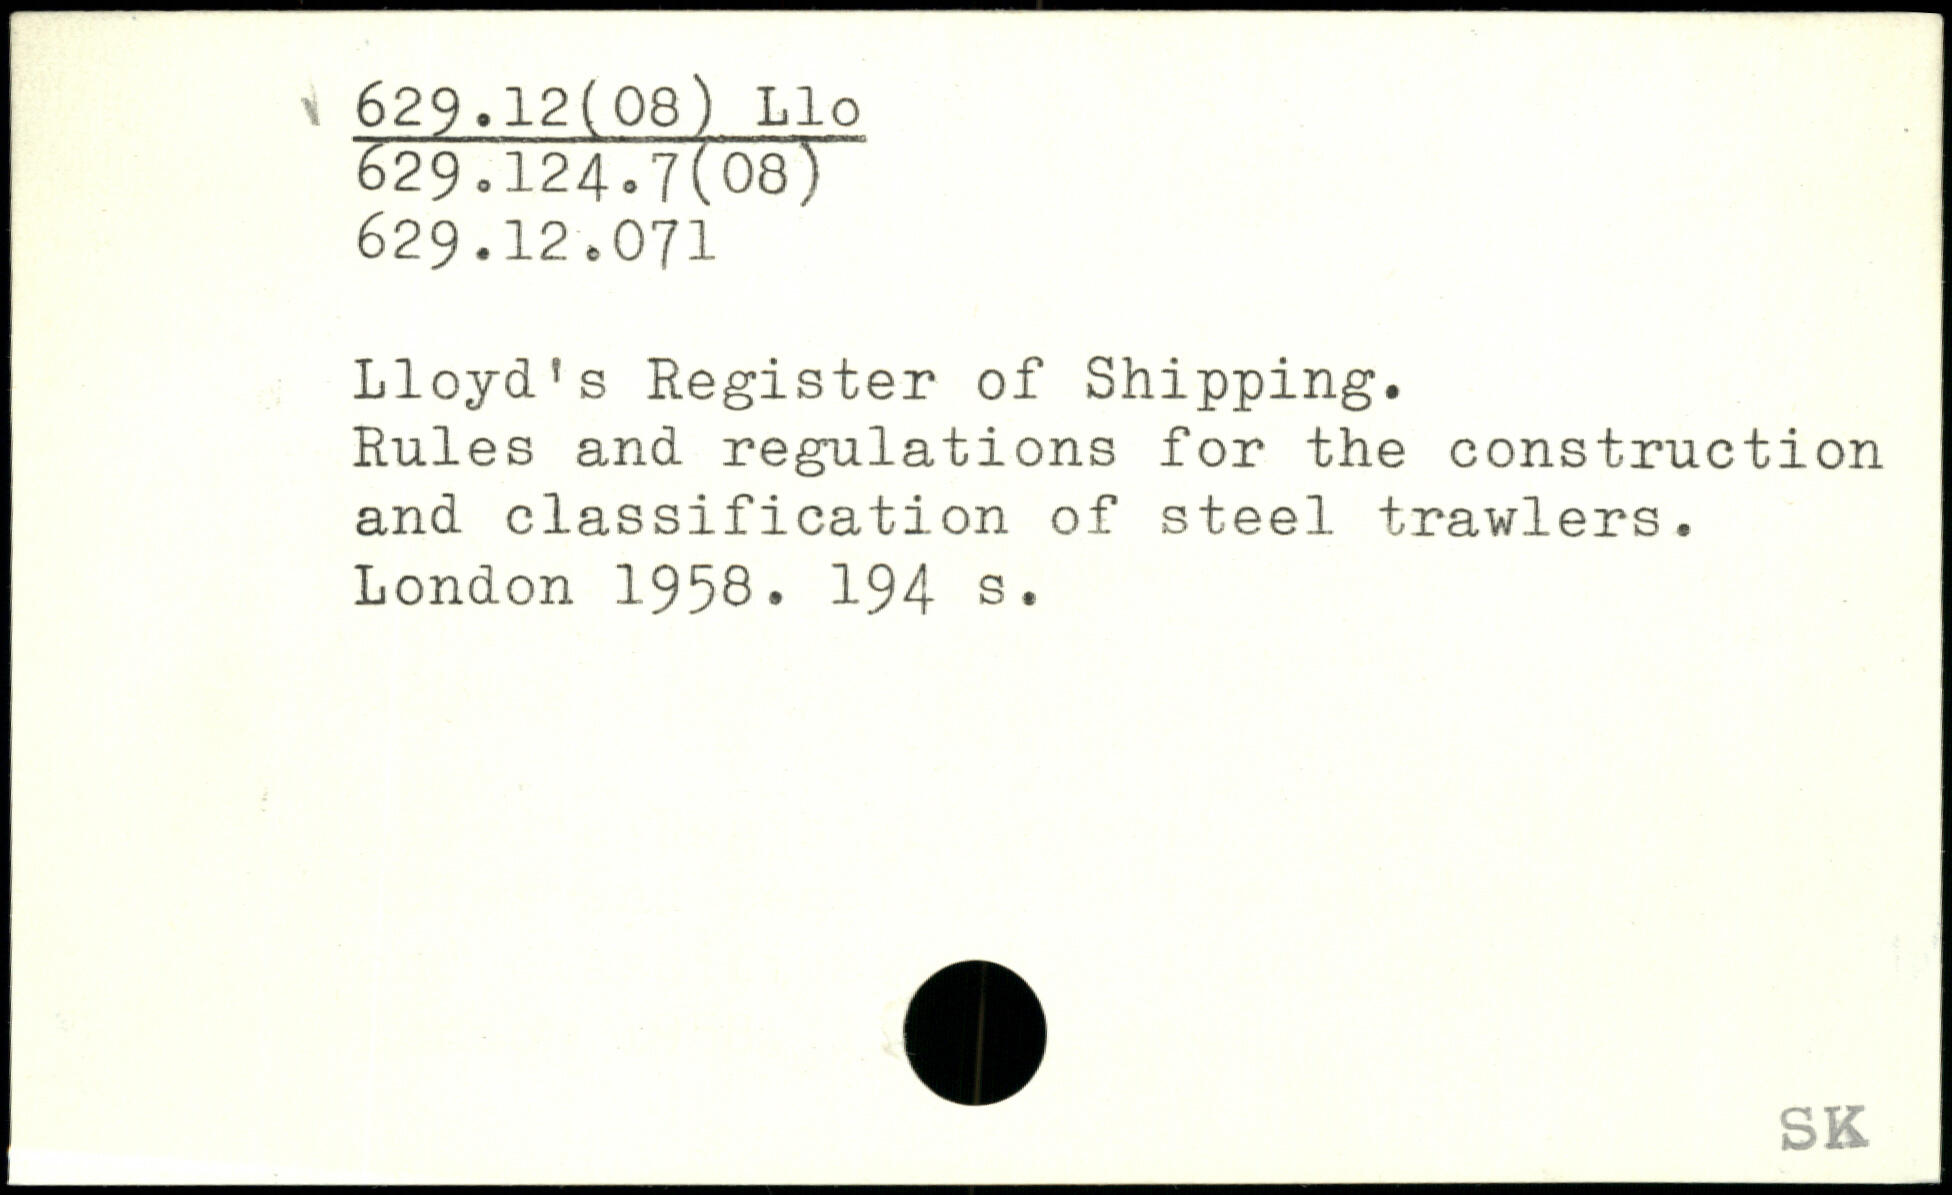 629.12(08) Llo
629.124.7(08)
629.12.071
Lloyd's Register of Shipping.
Rules and regulations for the construction
and classification of steel trawlers.
London 1958. 194 s.
SK